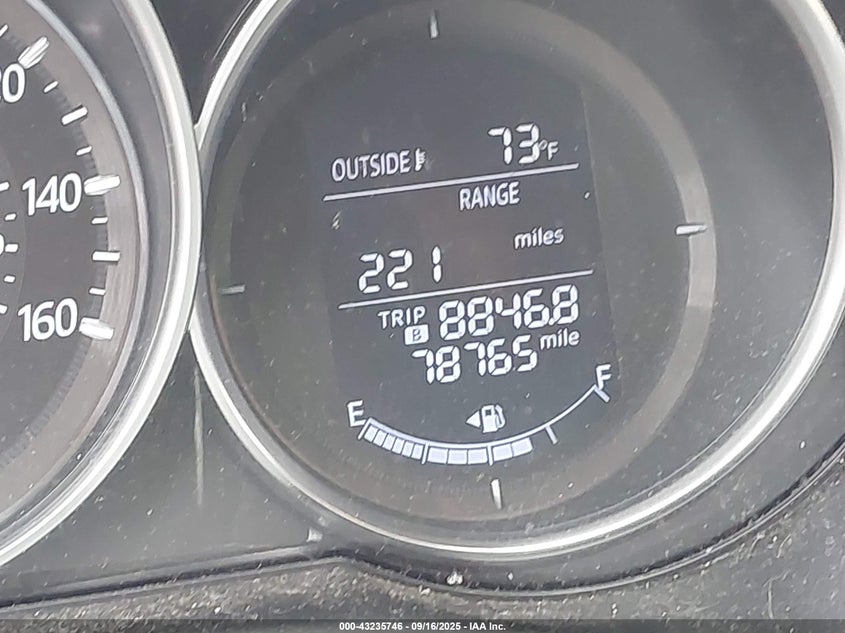 140
160
OUTSIDE 73°F
RANGE
221 miles
TRIP B 8846.8
78765 mile
E F
000-43235746 - 09/16/2025 - IAA Inc.